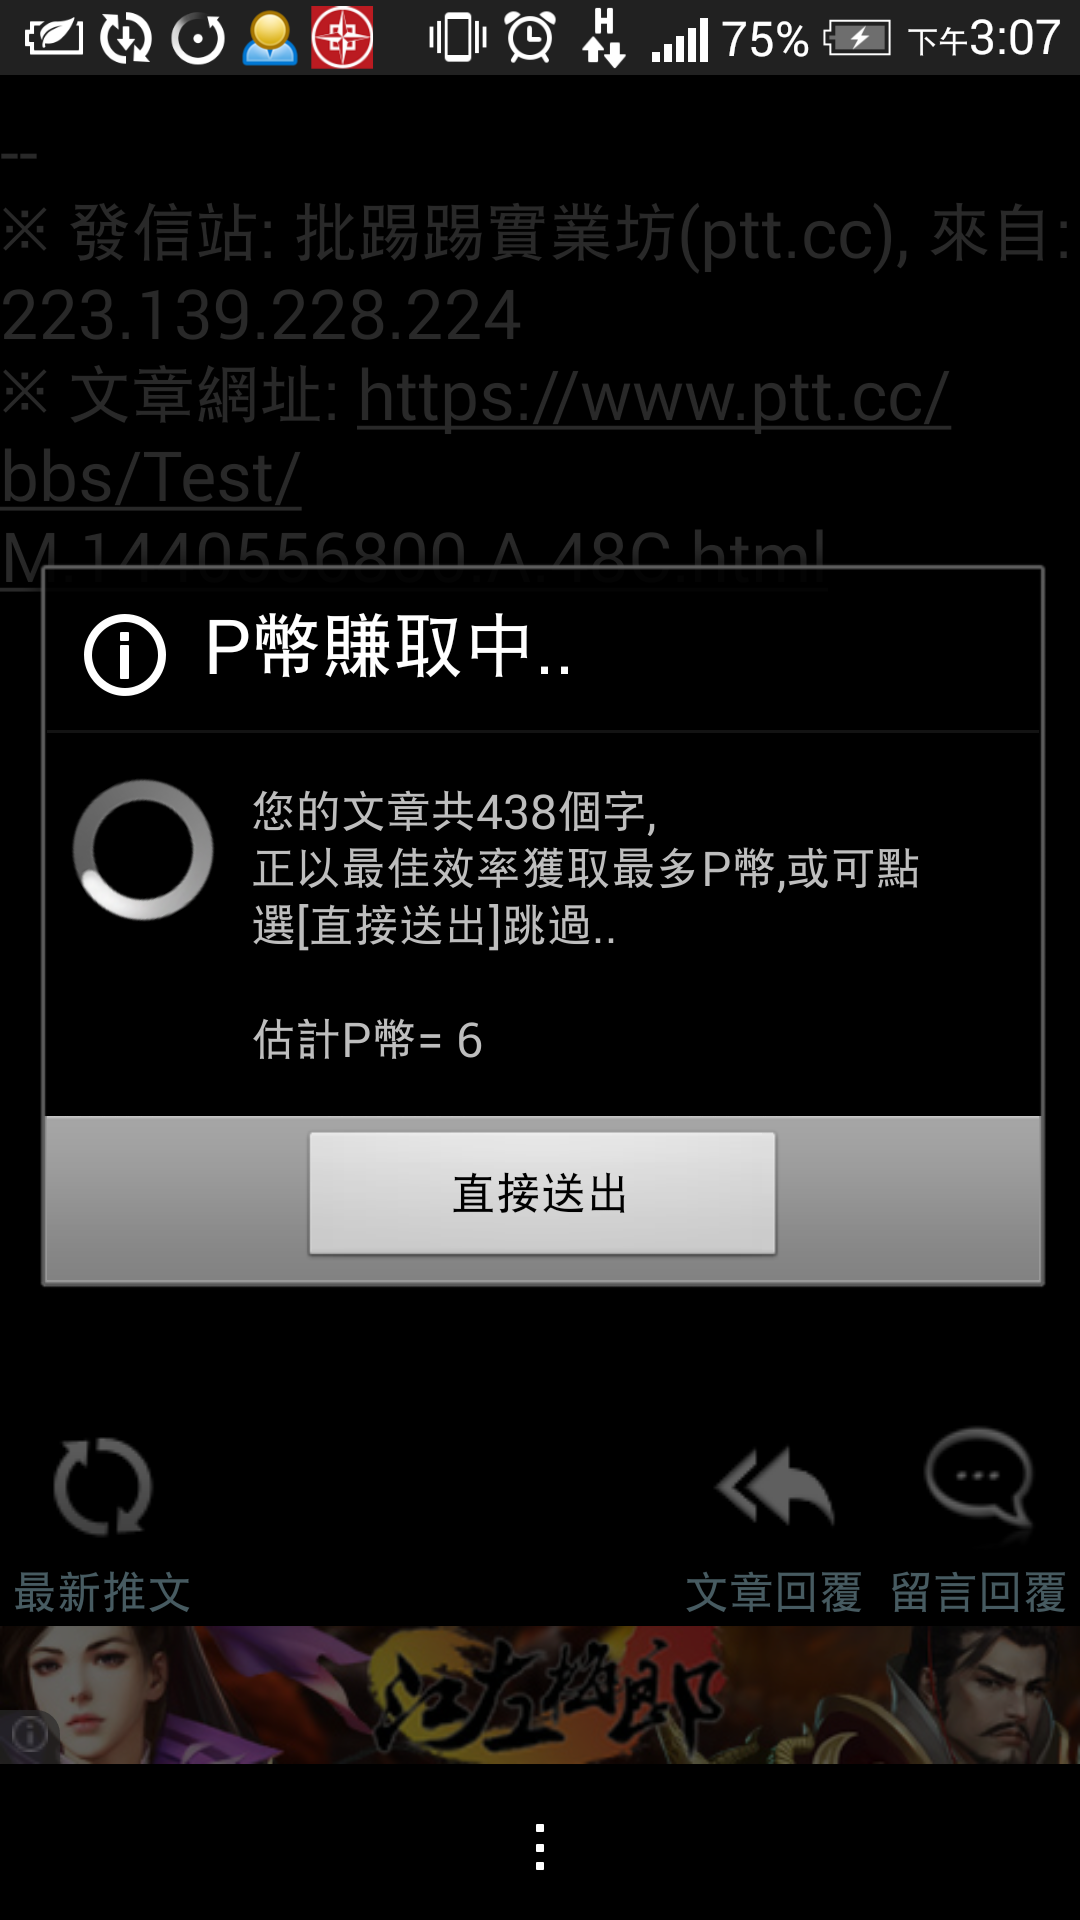 H
75%
下午3:07
--
※ 發信站: 批踢踢實業坊(ptt.cc), 來自:
223.139.228.224
※ 文章網址: https://www.ptt.cc/
bbs/Test/
M.1440556800.A.48C.html
P幣賺取中..
您的文章共438個字,
正以最佳效率獲取最多P幣,或可點
選[直接送出]跳過..
估計P幣= 6
直接送出
最新推文
文章回覆
留言回覆
江左梅郎